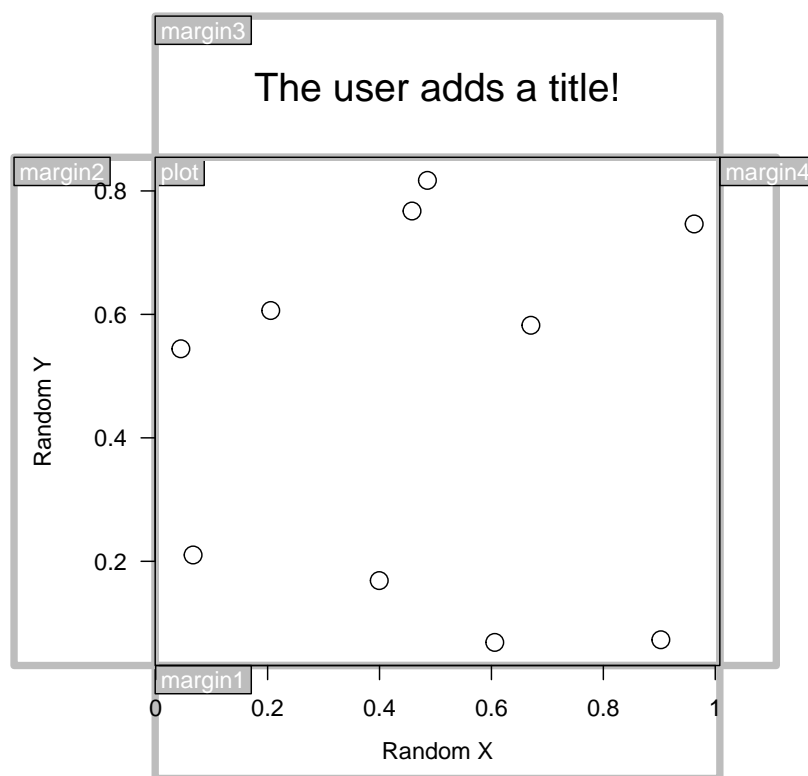 margin3
The user adds a title!
margin2
plot
margin4
0.8
0.6
0.4
0.2
Random Y
margin1
0
0.2
0.4
0.6
0.8
1
Random X